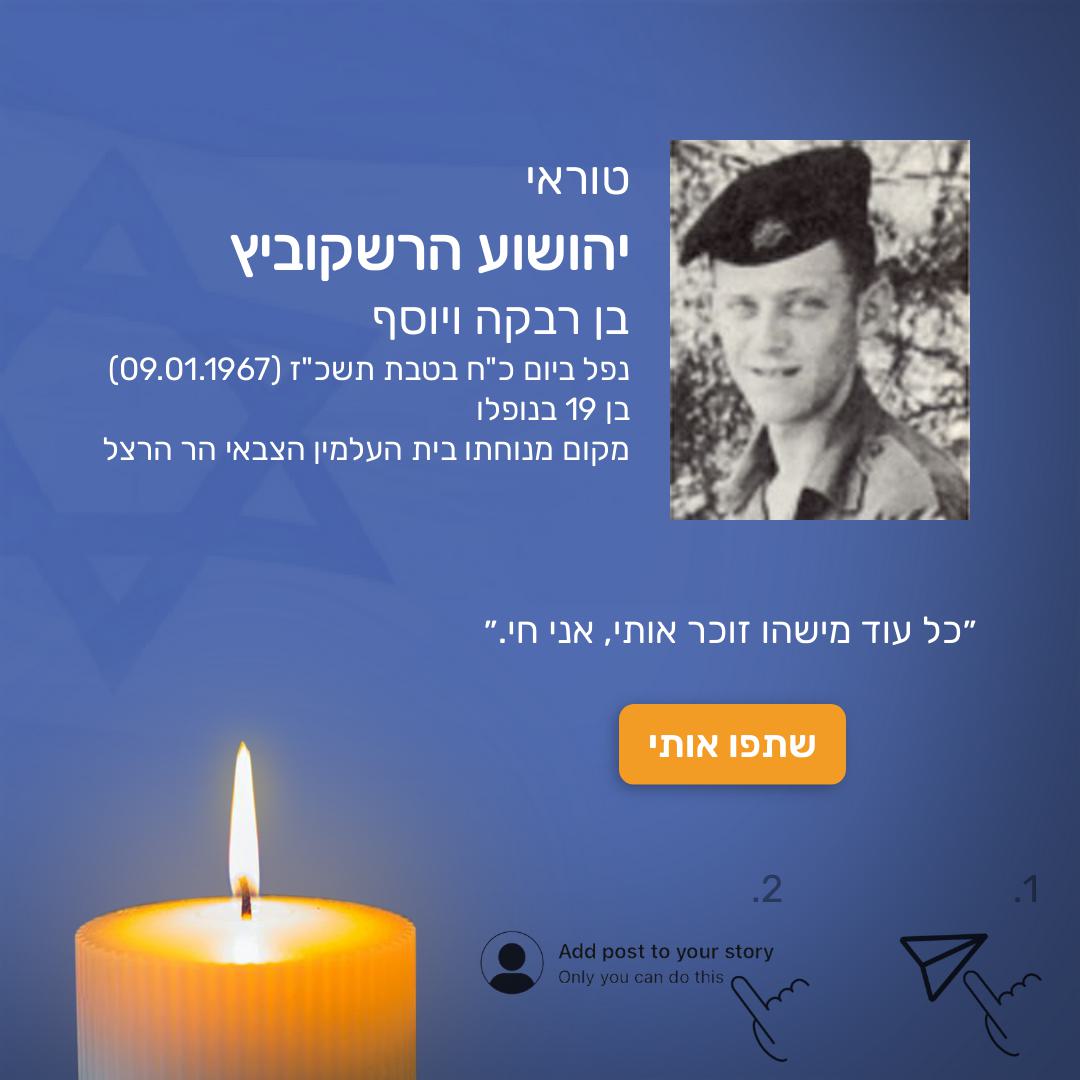 טוראי
יהושוע הרשקוביץ
בן רבקה ויוסף
נפל ביום כ"ח בטבת תשכ"ז (09.01.1967)
בן 19 בנופלו
מקום מנוחתו בית העלמין הצבאי הר הרצל
״כל עוד מישהו זוכר אותי, אני חי.״
שתפו אותי
.1
.2
Add post to your story
Only you can do this